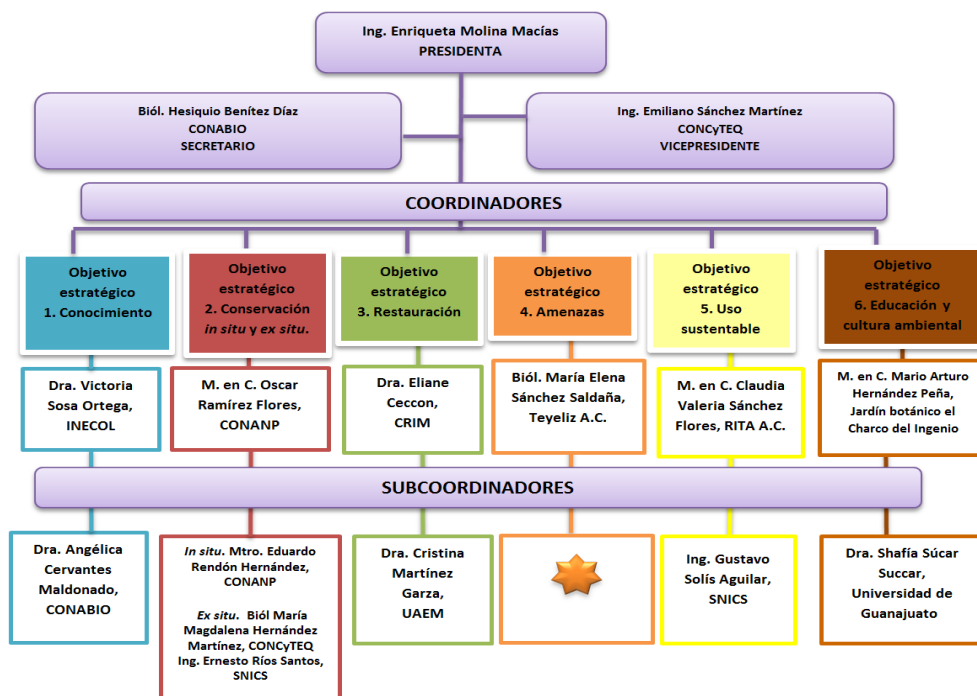 Ing. Enriqueta Molina Macías
PRESIDENTA
Biól. Hesiquio Benítez Díaz
CONABIO
SECRETARIO
Ing. Emiliano Sánchez Martínez
CONCyTEQ
VICEPRESIDENTE
COORDINADORES
Objetivo
estratégico
1. Conocimiento
Objetivo
estratégico
2. Conservación
in situ y ex situ.
Objetivo
estratégico
3. Restauración
Objetivo
estratégico
4. Amenazas
Objetivo
estratégico
5. Uso
sustentable
Objetivo
estratégico
6. Educación y
cultura ambiental
Dra. Victoria
Sosa Ortega,
INECOL
M. en C. Oscar
Ramírez Flores,
CONANP
Dra. Eliane
Ceccon,
CRIM
Biól. María Elena
Sánchez Saldaña,
Teyeliz A.C.
M. en C. Claudia
Valeria Sánchez
Flores, RITA A.C.
M. en C. Mario Arturo
Hernández Peña,
Jardín botánico el
Charco del Ingenio
SUBCOORDINADORES
Dra. Angélica
Cervantes
Maldonado,
CONABIO
In situ. Mtro. Eduardo
Rendón Hernández,
CONANP
Ex situ. Biól María
Magdalena Hernández
Martínez, CONCyTEQ
Ing. Ernesto Ríos Santos,
SNICS
Dra. Cristina
Martínez
Garza,
UAEM
Ing. Gustavo
Solís Aguilar,
SNICS
Dra. Shafía Súcar
Succar,
Universidad de
Guanajuato